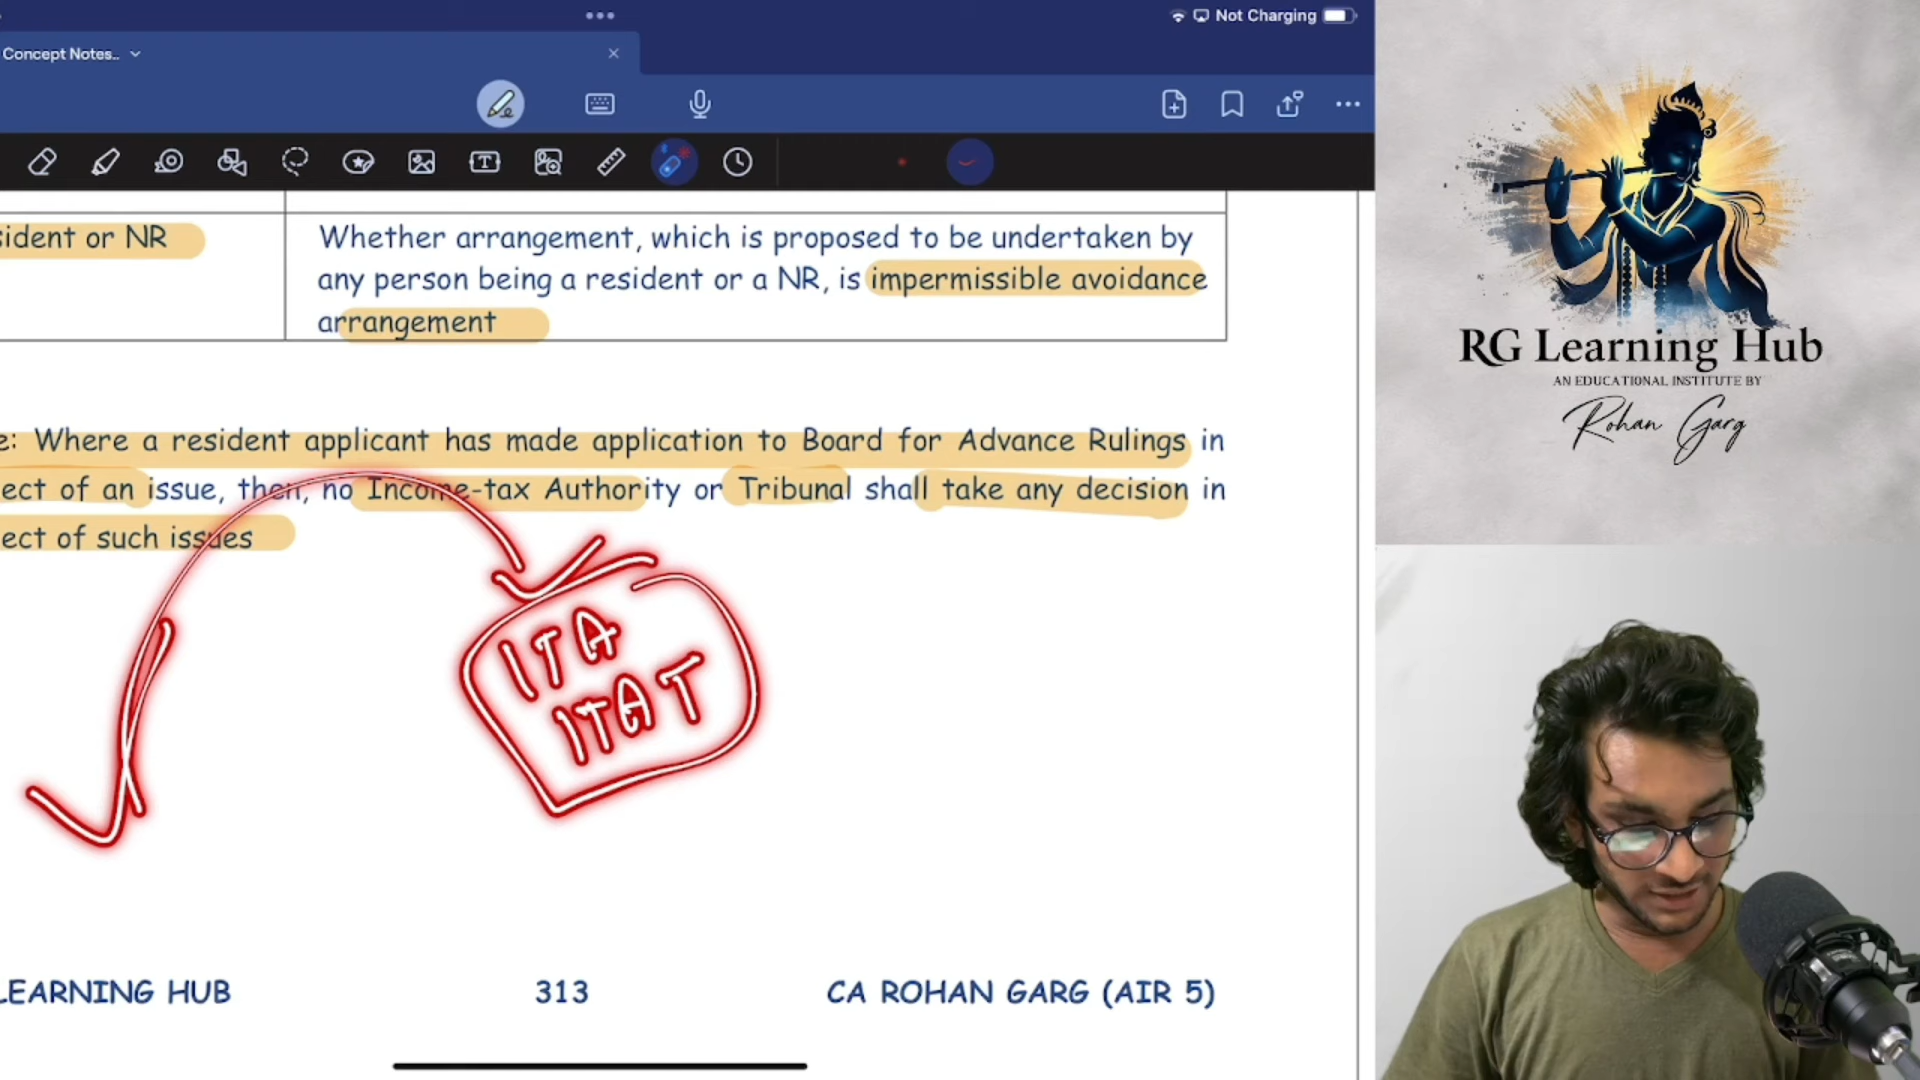 Not Charging
Concept Notes..
sident or NR
Whether arrangement, which is proposed to be undertaken by
any person being a resident or a NR, is impermissible avoidance
arrangement
e: Where a resident applicant has made application to Board for Advance Rulings in
ect of an issue, then, no Income-tax Authority or Tribunal shall take any decision in
ect of such issues
ITA
ITAT
LEARNING HUB
313
CA ROHAN GARG (AIR 5)
RG Learning Hub
AN EDUCATIONAL INSTITUTE BY
Rohan Garg